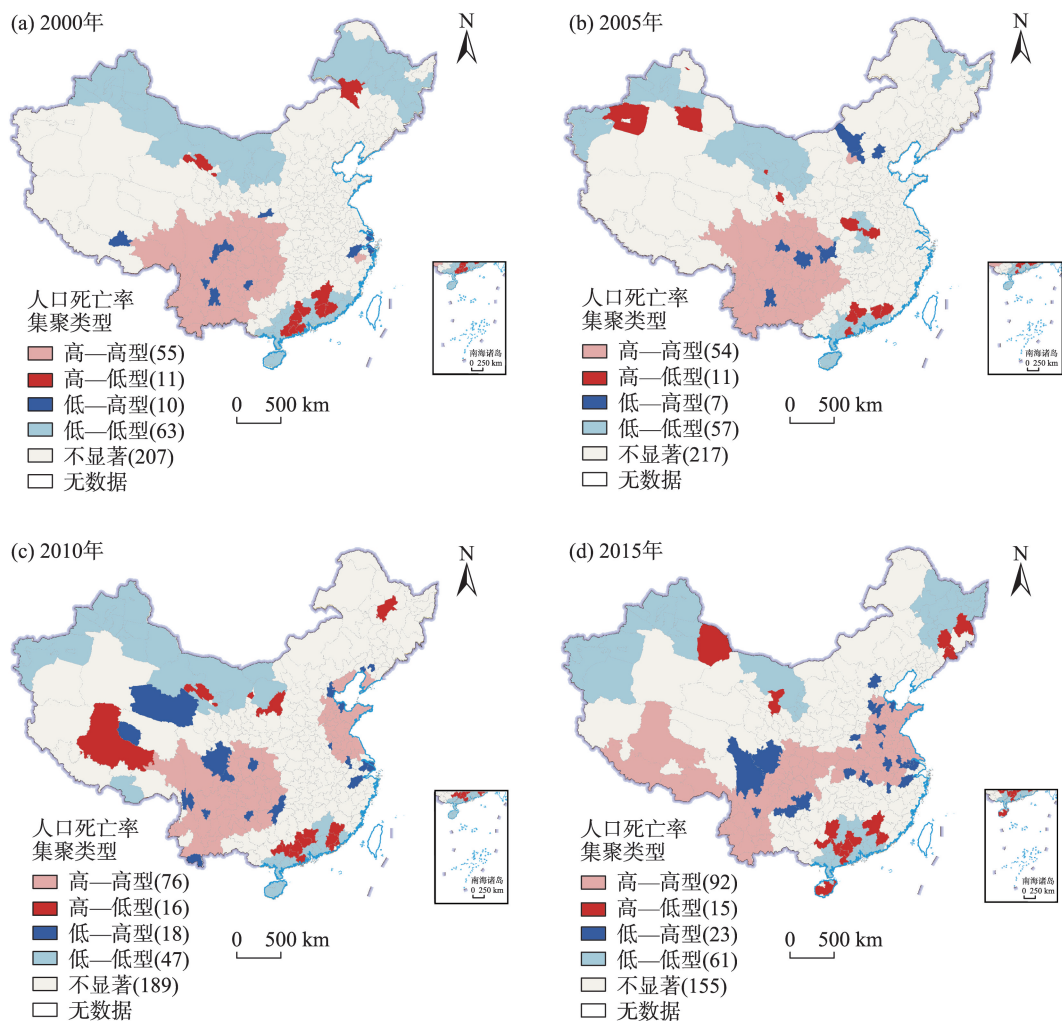 (a) 2000年
N
人口死亡率
集聚类型
高—高型(55)
高—低型(11)
低—高型(10)
低—低型(63)
不显著(207)
无数据
0 500 km
南海诸岛
0 250 km
(b) 2005年
N
人口死亡率
集聚类型
高—高型(54)
高—低型(11)
低—高型(7)
低—低型(57)
不显著(217)
无数据
0 500 km
南海诸岛
0 250 km
(c) 2010年
N
人口死亡率
集聚类型
高—高型(76)
高—低型(16)
低—高型(18)
低—低型(47)
不显著(189)
无数据
0 500 km
南海诸岛
0 250 km
(d) 2015年
N
人口死亡率
集聚类型
高—高型(92)
高—低型(15)
低—高型(23)
低—低型(61)
不显著(155)
无数据
0 500 km
南海诸岛
0 250 km